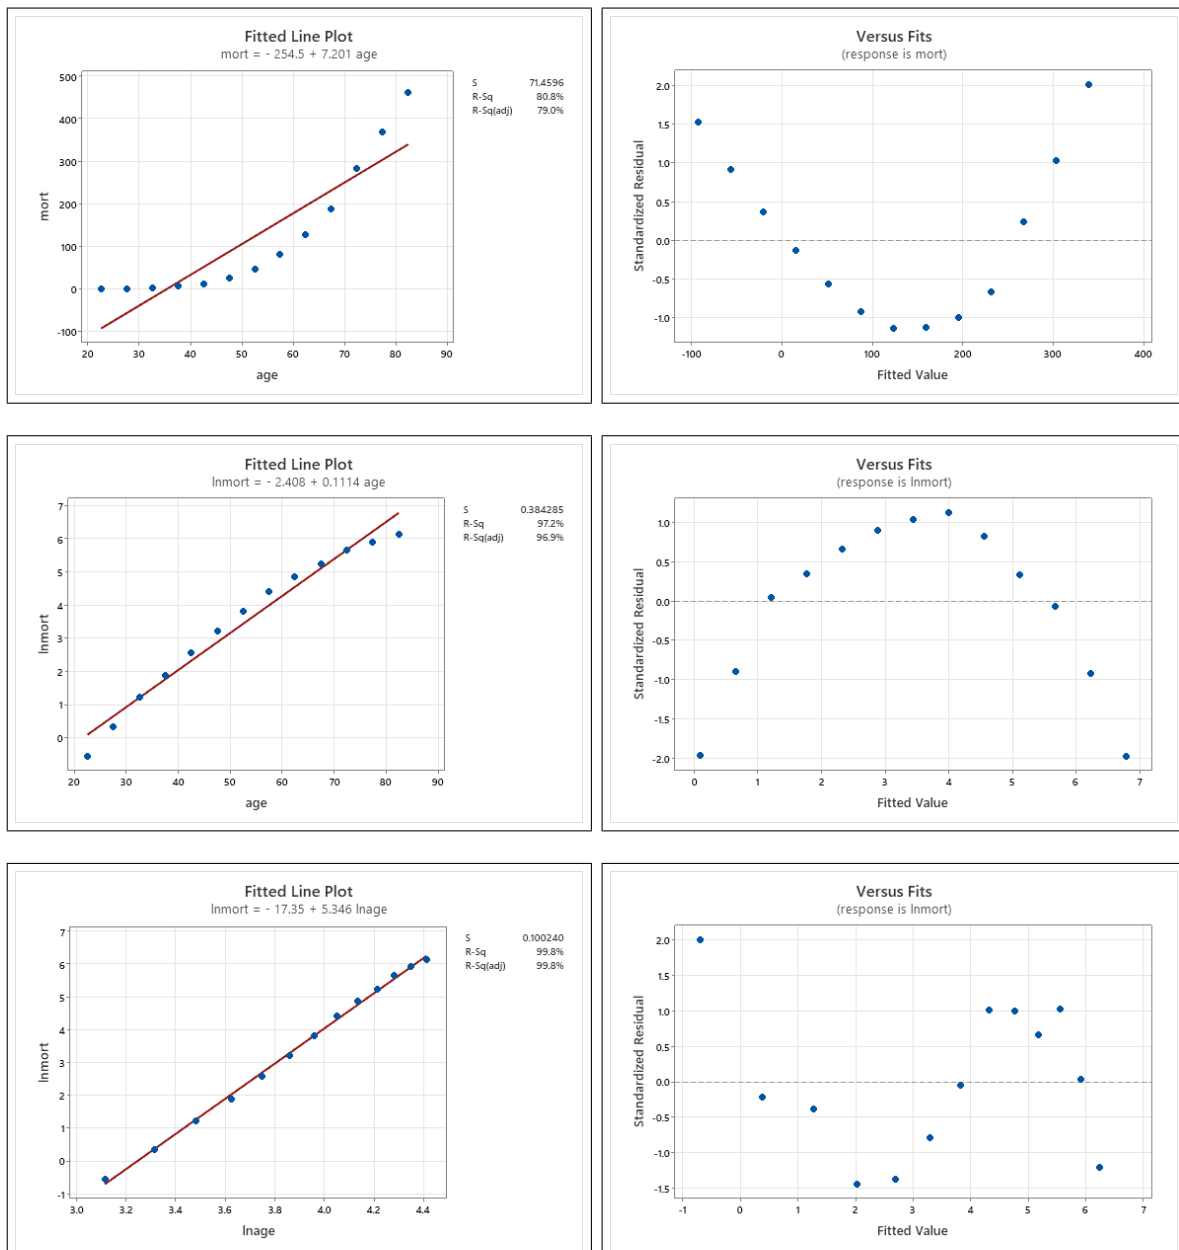 Fitted Line Plot
mort = - 254.5 + 7.201 age
S 71.4596
R-Sq 80.8%
R-Sq(adj) 79.0%
500
400
300
200
100
0
-100
mort
20 30 40 50 60 70 80 90
age
Versus Fits
(response is mort)
2.0
1.5
1.0
0.5
0.0
-0.5
-1.0
Standardized Residual
-100 0 100 200 300 400
Fitted Value
Fitted Line Plot
lnmort = - 2.408 + 0.1114 age
S 0.384285
R-Sq 97.2%
R-Sq(adj) 96.9%
7
6
5
4
3
2
1
0
lnmort
20 30 40 50 60 70 80 90
age
Versus Fits
(response is lnmort)
1.0
0.5
0.0
-0.5
-1.0
-1.5
-2.0
Standardized Residual
0 1 2 3 4 5 6 7
Fitted Value
Fitted Line Plot
lnmort = - 17.35 + 5.346 lnage
S 0.100240
R-Sq 99.8%
R-Sq(adj) 99.8%
7
6
5
4
3
2
1
0
-1
lnmort
3.0 3.2 3.4 3.6 3.8 4.0 4.2 4.4
lnage
Versus Fits
(response is lnmort)
2.0
1.5
1.0
0.5
0.0
-0.5
-1.0
-1.5
Standardized Residual
-1 0 1 2 3 4 5 6 7
Fitted Value